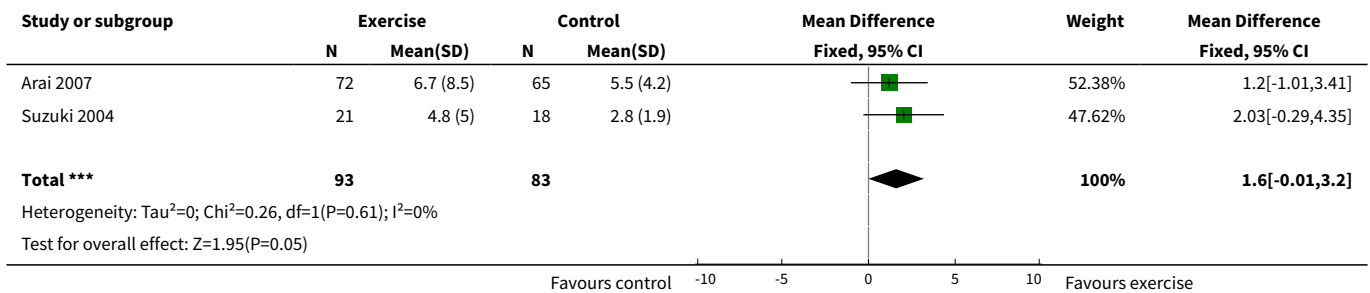 Study or subgroup Exercise Control Mean Difference Weight Mean Difference
N Mean(SD) N Mean(SD) Fixed, 95% CI Fixed, 95% CI
Arai 2007 72 6.7 (8.5) 65 5.5 (4.2) 52.38% 1.2[-1.01,3.41]
Suzuki 2004 21 4.8 (5) 18 2.8 (1.9) 47.62% 2.03[-0.29,4.35]
Total *** 93 83 100% 1.6[-0.01,3.2]
Heterogeneity: Tau²=0; Chi²=0.26, df=1(P=0.61); I²=0%
Test for overall effect: Z=1.95(P=0.05)
Favours control -10 -5 0 5 10 Favours exercise